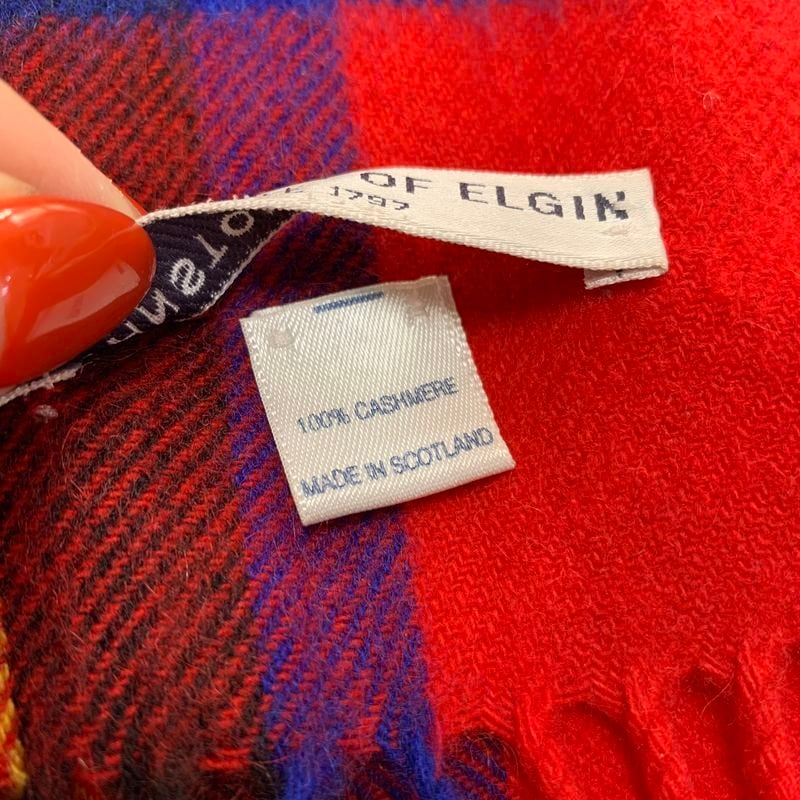 OF ELGIN
1797
100% CASHMERE
MADE IN SCOTLAND